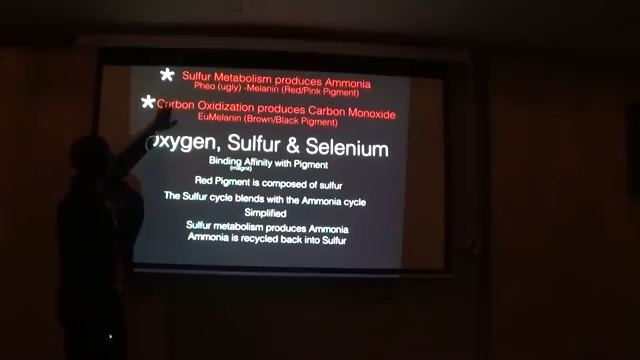 * Sulfur Metabolism produces Ammonia
Pheo (ugly) -Melanin (Red/Pink Pigment)
* Carbon Oxidization produces Carbon Monoxide
EuMelanin (Brown/Black Pigment)
Oxygen, Sulfur & Selenium
Binding Affinity with Pigment
(magnet)
Red Pigment is composed of sulfur
The Sulfur cycle blends with the Ammonia cycle
Simplified
Sulfur metabolism produces Ammonia
Ammonia is recycled back into Sulfur